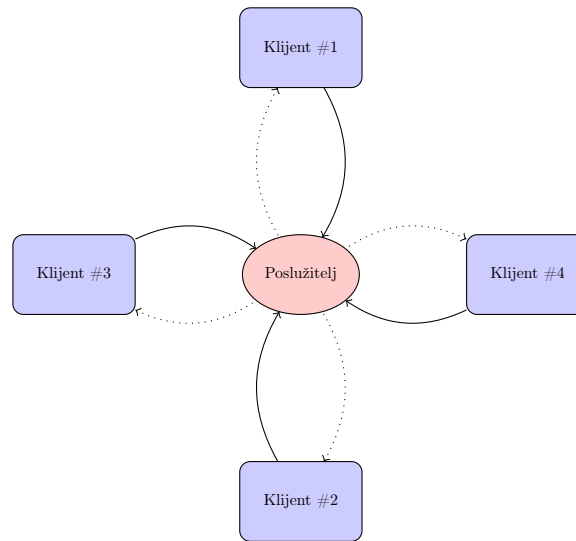 Klijent #1
Klijent #3
Poslužitelj
Klijent #4
Klijent #2